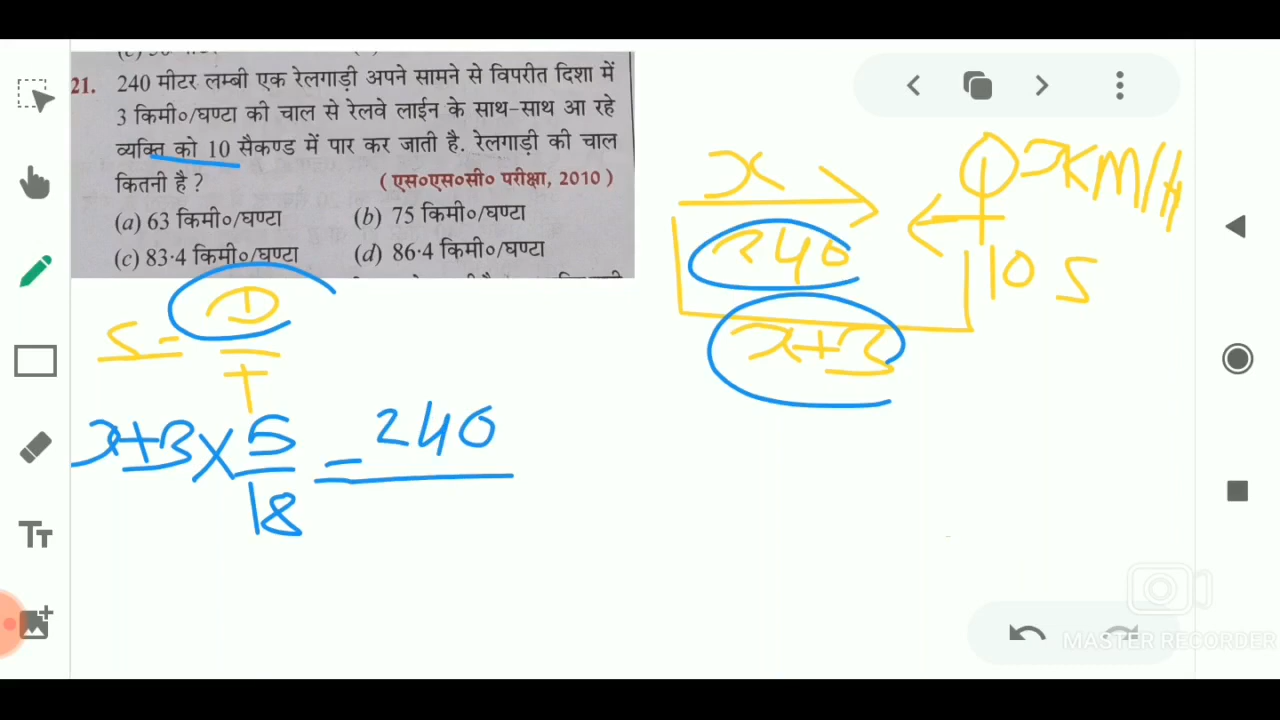 21. 240 मीटर लम्बी एक रेलगाड़ी अपने सामने से विपरीत दिशा में
3 किमी०/घण्टा की चाल से रेलवे लाईन के साथ-साथ आ रहे
व्यक्ति को 10 सैकण्ड में पार कर जाती है. रेलगाड़ी की चाल
कितनी है ? (एस०एस०सी० परीक्षा, 2010)
(a) 63 किमी०/घण्टा (b) 75 किमी०/घण्टा
(c) 83·4 किमी०/घण्टा (d) 86·4 किमी०/घण्टा
x
KM/H
240
10 S
x+3
S = D
T
x+3 × 5 = 240
18
Tт
MASTER RECORDER